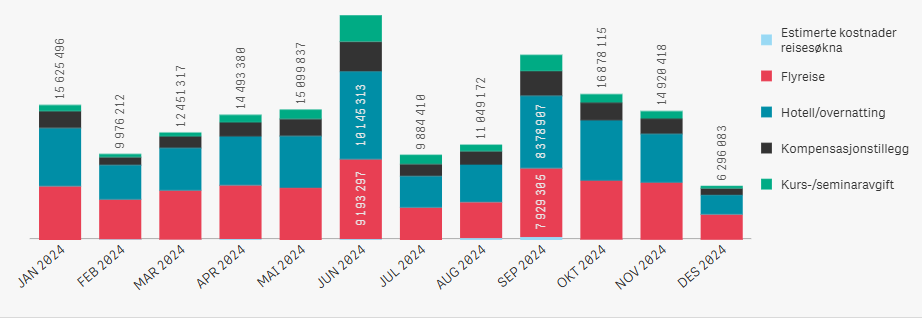 15 625 496
9 976 212
12 451 317
14 493 380
15 099 837
10 145 313
9 193 297
9 884 410
11 049 172
8 378 907
7 929 305
16 878 115
14 920 418
6 296 083
JAN 2024
FEB 2024
MAR 2024
APR 2024
MAI 2024
JUN 2024
JUL 2024
AUG 2024
SEP 2024
OKT 2024
NOV 2024
DES 2024
Estimerte kostnader
reisesøkna
Flyreise
Hotell/overnatting
Kompensasjonstillegg
Kurs-/seminaravgift